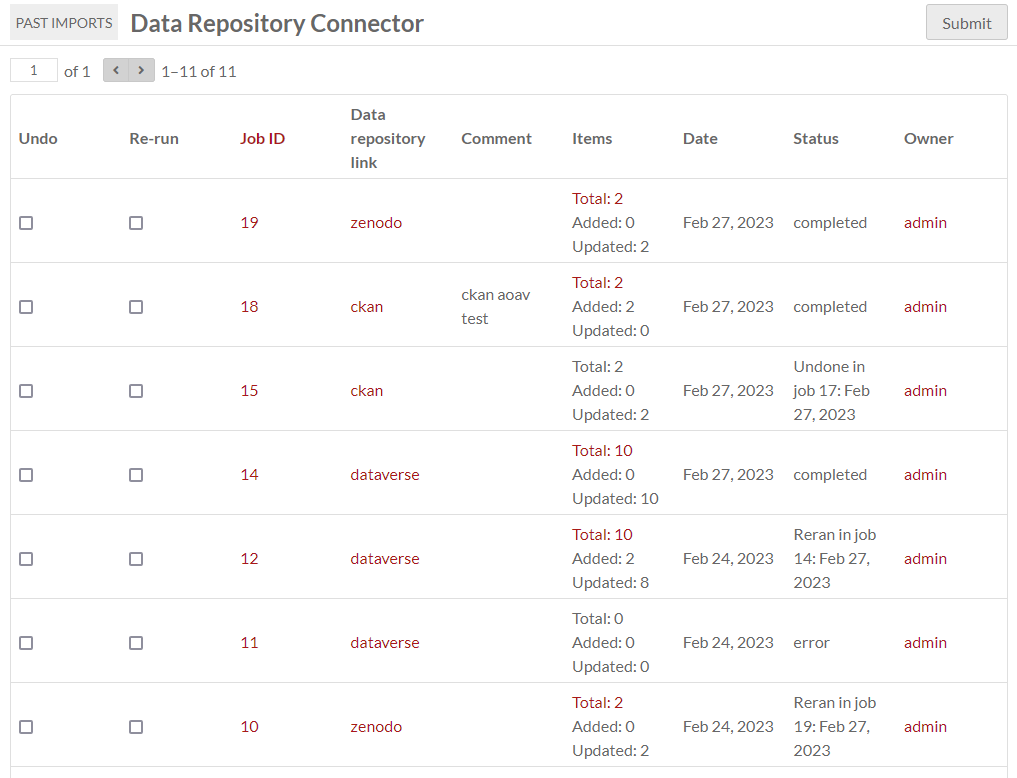 PAST IMPORTS Data Repository Connector Submit
1 of 1 1–11 of 11
Undo Re-run Job ID Data repository link Comment Items Date Status Owner
19 zenodo Total: 2 Added: 0 Updated: 2 Feb 27, 2023 completed admin
18 ckan ckan aoav test Total: 2 Added: 2 Updated: 0 Feb 27, 2023 completed admin
15 ckan Total: 2 Added: 0 Updated: 2 Feb 27, 2023 Undone in job 17: Feb 27, 2023 admin
14 dataverse Total: 10 Added: 0 Updated: 10 Feb 27, 2023 completed admin
12 dataverse Total: 10 Added: 2 Updated: 8 Feb 24, 2023 Reran in job 14: Feb 27, 2023 admin
11 dataverse Total: 0 Added: 0 Updated: 0 Feb 24, 2023 error admin
10 zenodo Total: 2 Added: 0 Updated: 2 Feb 24, 2023 Reran in job 19: Feb 27, 2023 admin